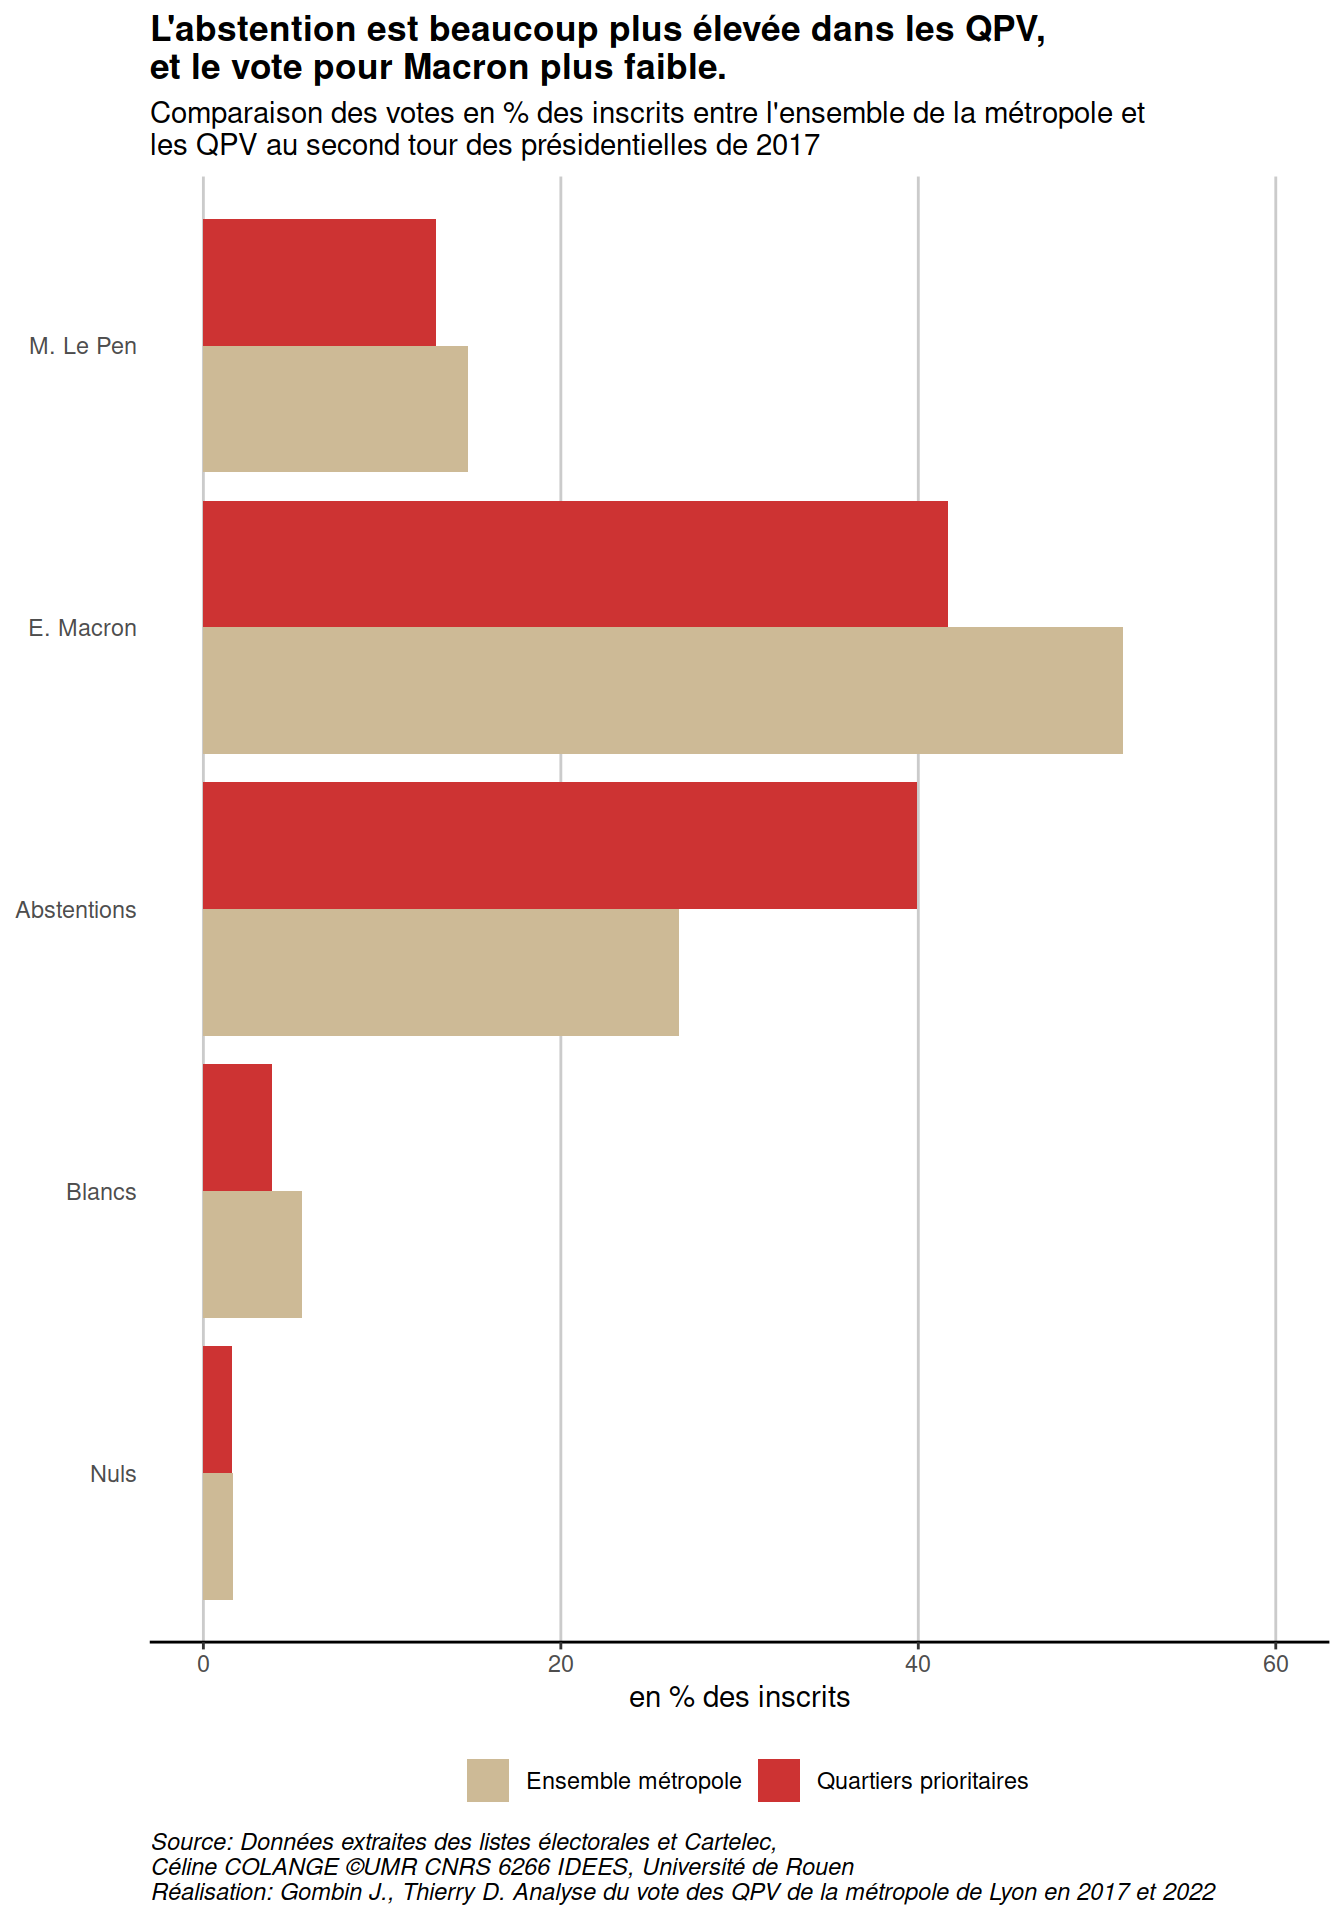 L'abstention est beaucoup plus élevée dans les QPV,
et le vote pour Macron plus faible.
Comparaison des votes en % des inscrits entre l'ensemble de la métropole et
les QPV au second tour des présidentielles de 2017
M. Le Pen
E. Macron
Abstentions
Blancs
Nuls
0 20 40 60
en % des inscrits
Ensemble métropole Quartiers prioritaires
Source: Données extraites des listes électorales et Cartelec,
Céline COLANGE ©UMR CNRS 6266 IDEES, Université de Rouen
Réalisation: Gombin J., Thierry D. Analyse du vote des QPV de la métropole de Lyon en 2017 et 2022